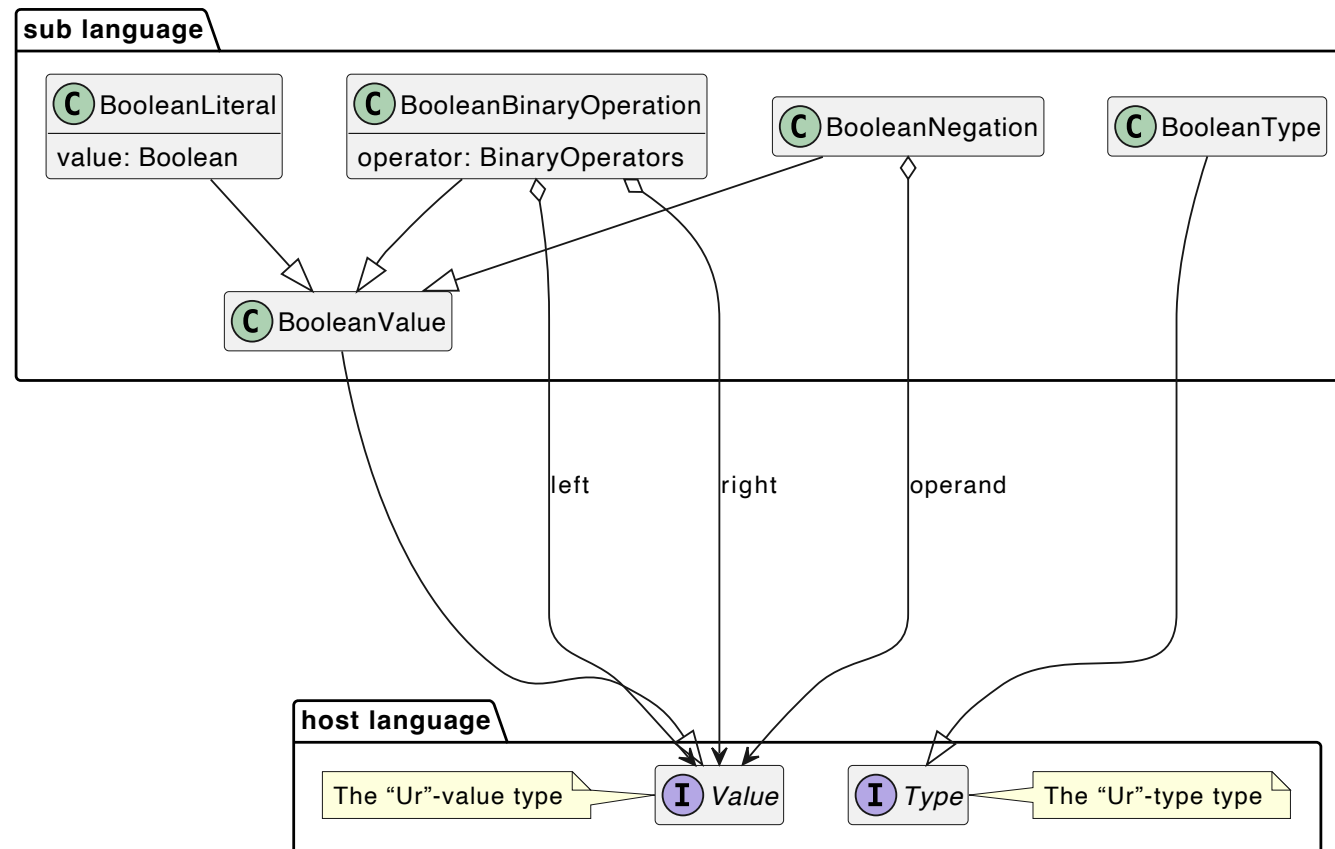 sub language
C BooleanLiteral
value: Boolean
C BooleanBinaryOperation
operator: BinaryOperators
C BooleanNegation
C BooleanType
C BooleanValue
left
right
operand
host language
The “Ur”-value type
I Value
I Type
The “Ur”-type type